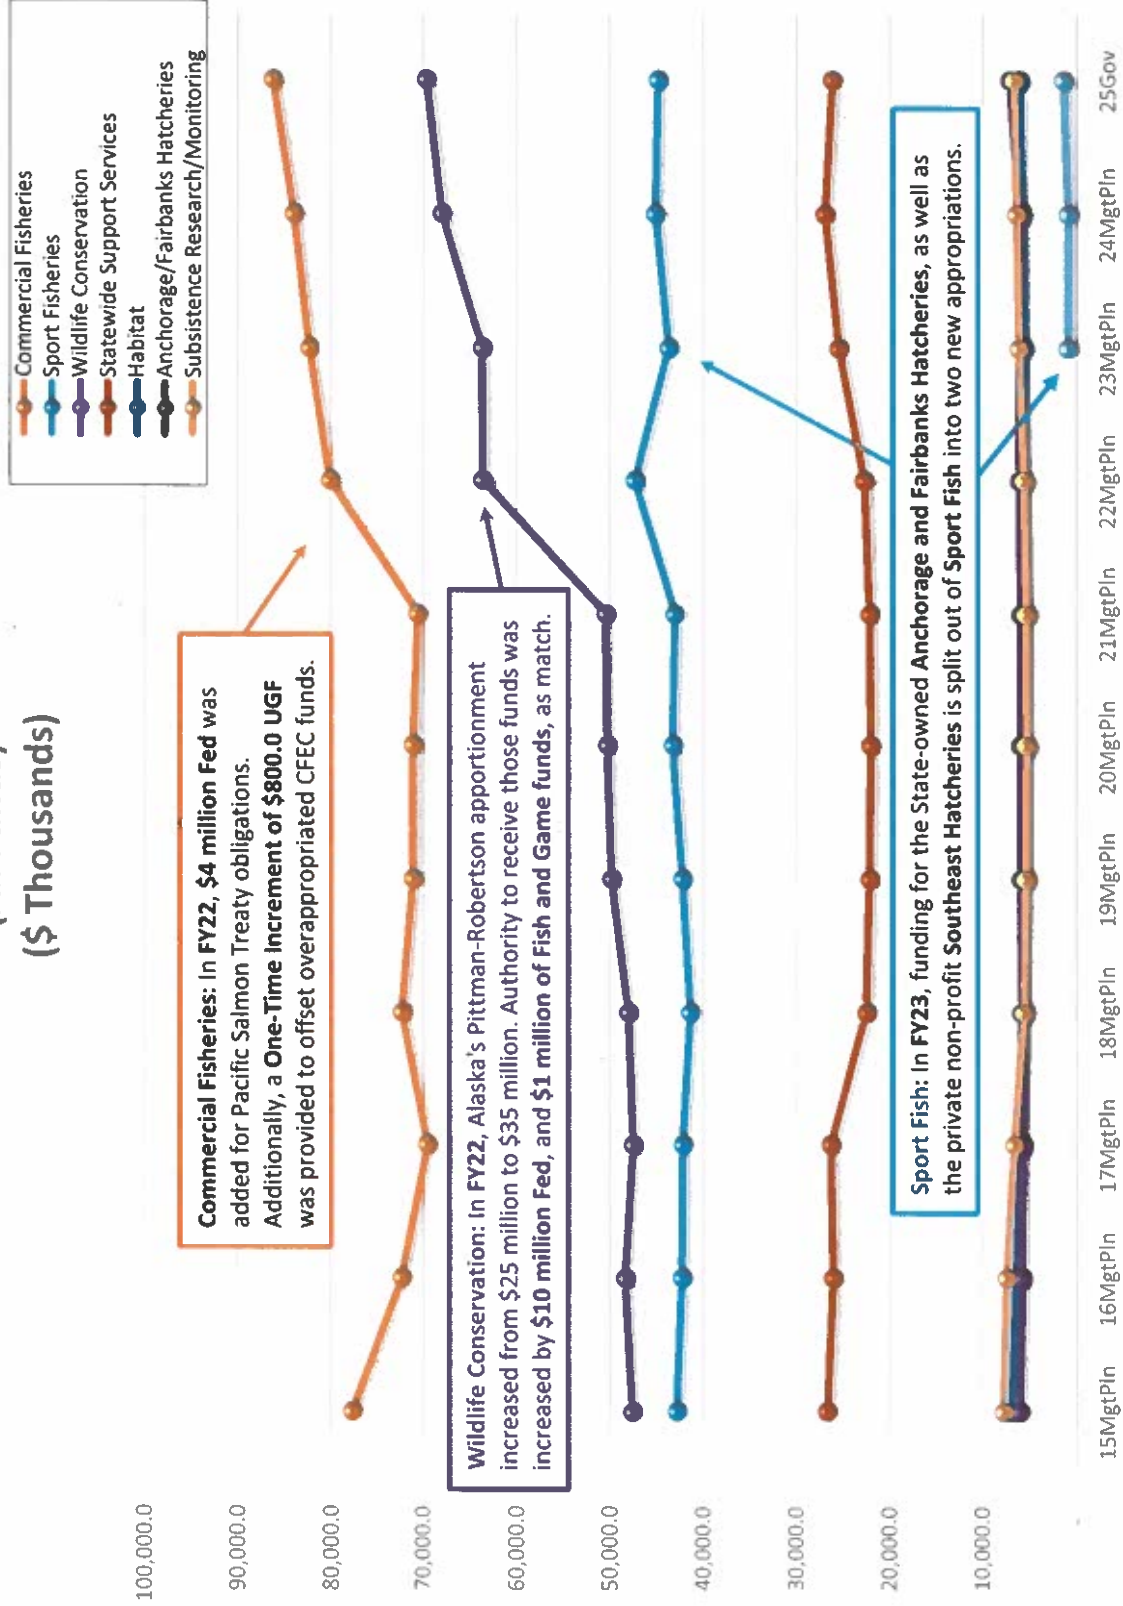 ($ Thousands)
Commercial Fisheries
Sport Fisheries
Wildlife Conservation
Statewide Support Services
Habitat
Anchorage/Fairbanks Hatcheries
Subsistence Research/Monitoring
100,000.0
90,000.0
80,000.0
70,000.0
60,000.0
50,000.0
40,000.0
30,000.0
20,000.0
10,000.0
Commercial Fisheries: In FY22, $4 million Fed was
added for Pacific Salmon Treaty obligations.
Additionally, a One-Time Increment of $800.0 UGF
was provided to offset overappropriated CFEC funds.
Wildlife Conservation: In FY22, Alaska's Pittman-Robertson apportionment
increased from $25 million to $35 million. Authority to receive those funds was
increased by $10 million Fed, and $1 million of Fish and Game funds, as match.
Sport Fish: In FY23, funding for the State-owned Anchorage and Fairbanks Hatcheries, as well as
the private non-profit Southeast Hatcheries is split out of Sport Fish into two new appropriations.
15MgtPln 16MgtPln 17MgtPln 18MgtPln 19MgtPln 20MgtPln 21MgtPln 22MgtPln 23MgtPln 24MgtPln 25Gov